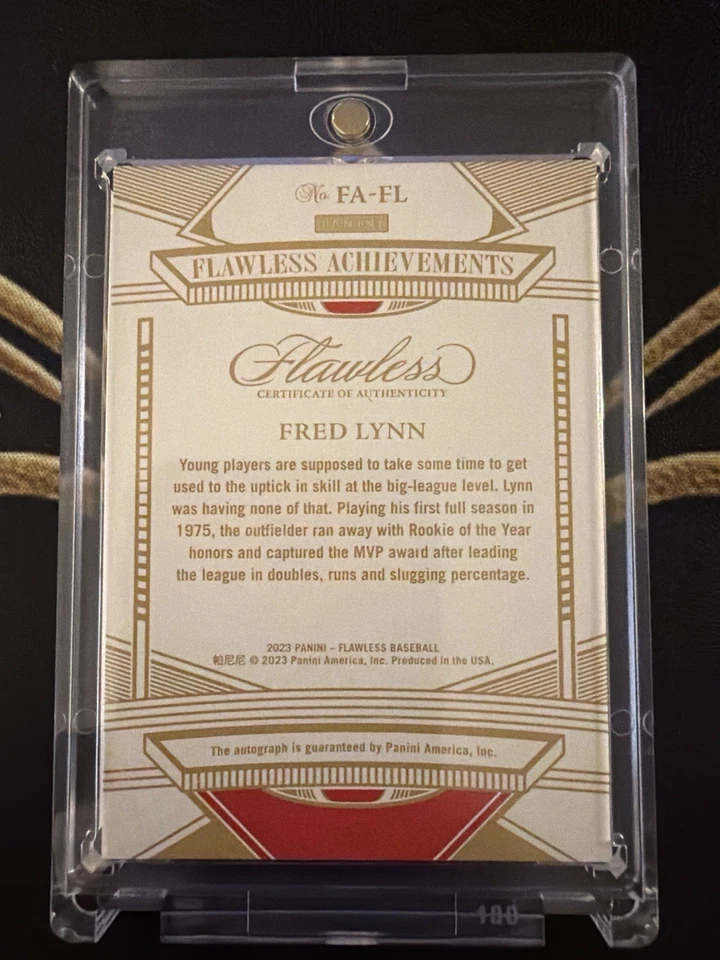 No. FA-FL
PANINI
FLAWLESS ACHIEVEMENTS
Flawless
CERTIFICATE OF AUTHENTICITY
FRED LYNN
Young players are supposed to take some time to get
used to the uptick in skill at the big-league level. Lynn
was having none of that. Playing his first full season in
1975, the outfielder ran away with Rookie of the Year
honors and captured the MVP award after leading
the league in doubles, runs and slugging percentage.
2023 PANINI – FLAWLESS BASEBALL
帕尼尼 © 2023 Panini America, Inc. Produced in the USA.
The autograph is guaranteed by Panini America, Inc.
100